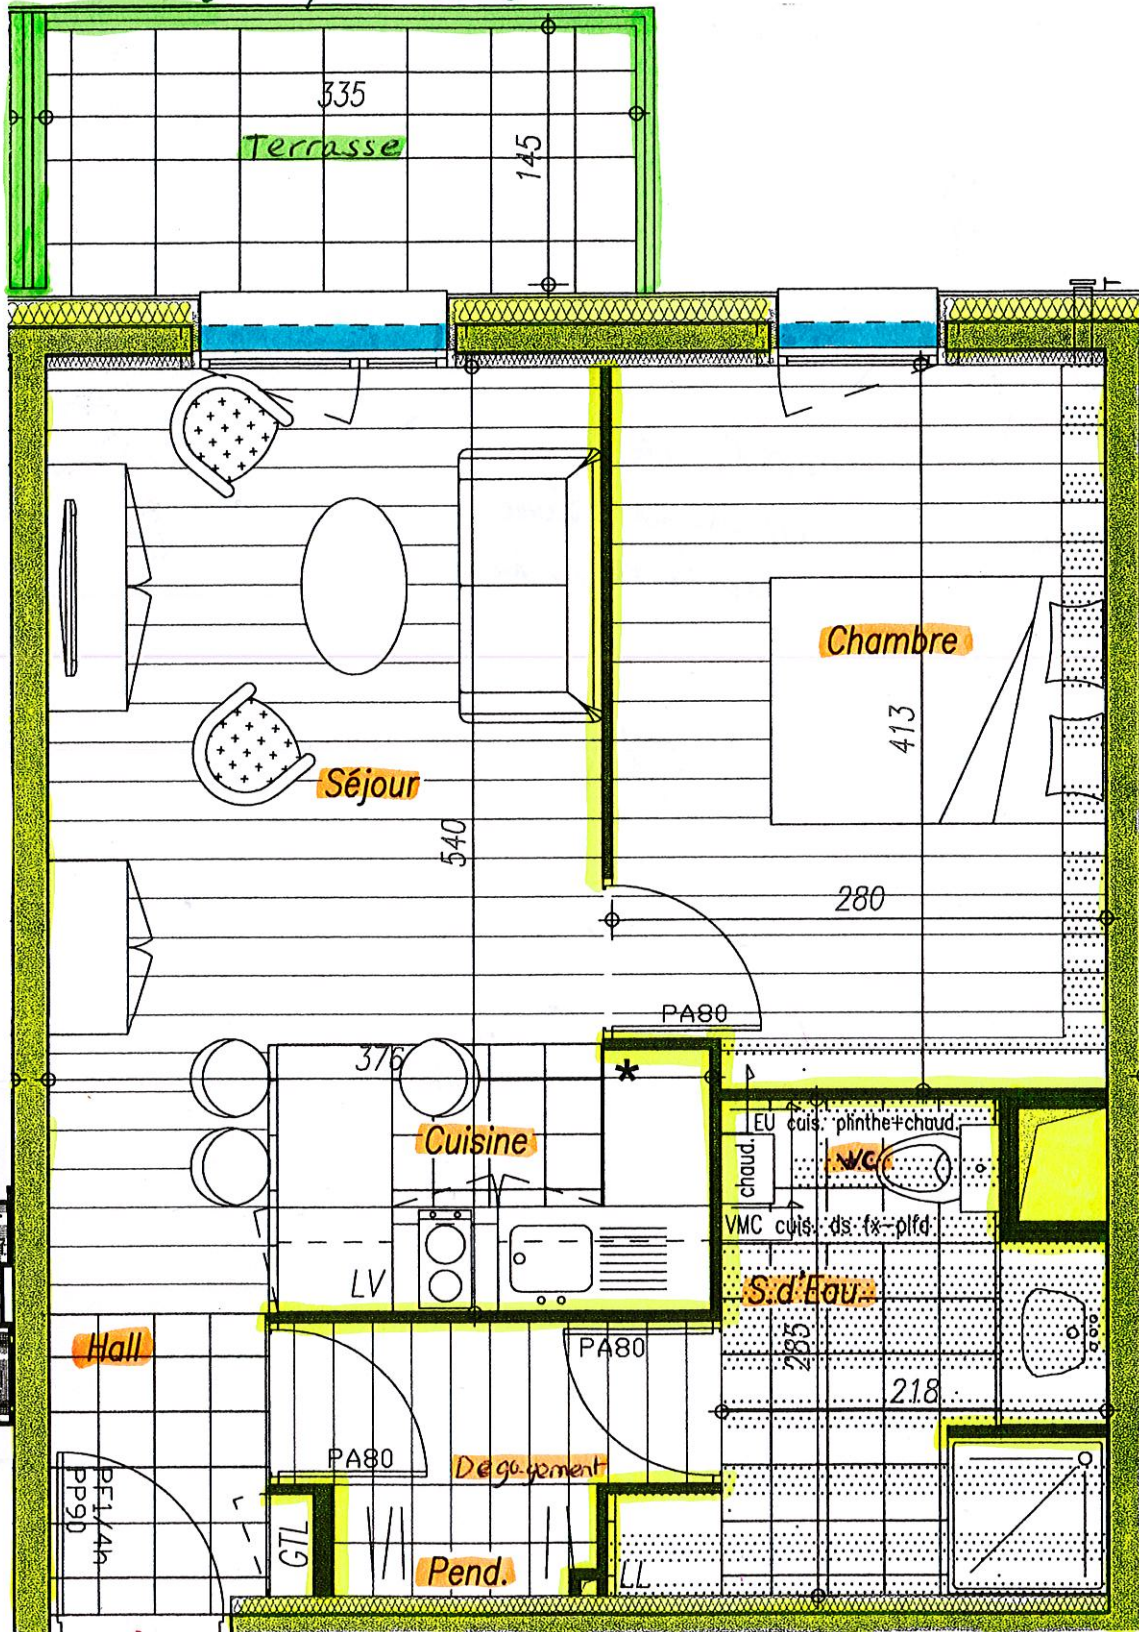 335
Terrasse
145
Chambre
413
Séjour
540
280
PA80
376
*
Cuisine
EU cuis. plinthe+chaud.
chaud.
WC
VMC cuis. ds fx-plfd
LV
S.d'Eau
Hall
PA80
285
218
PA80
Dégagement
PF1/4h
PP90
GTL
Pend.
LL